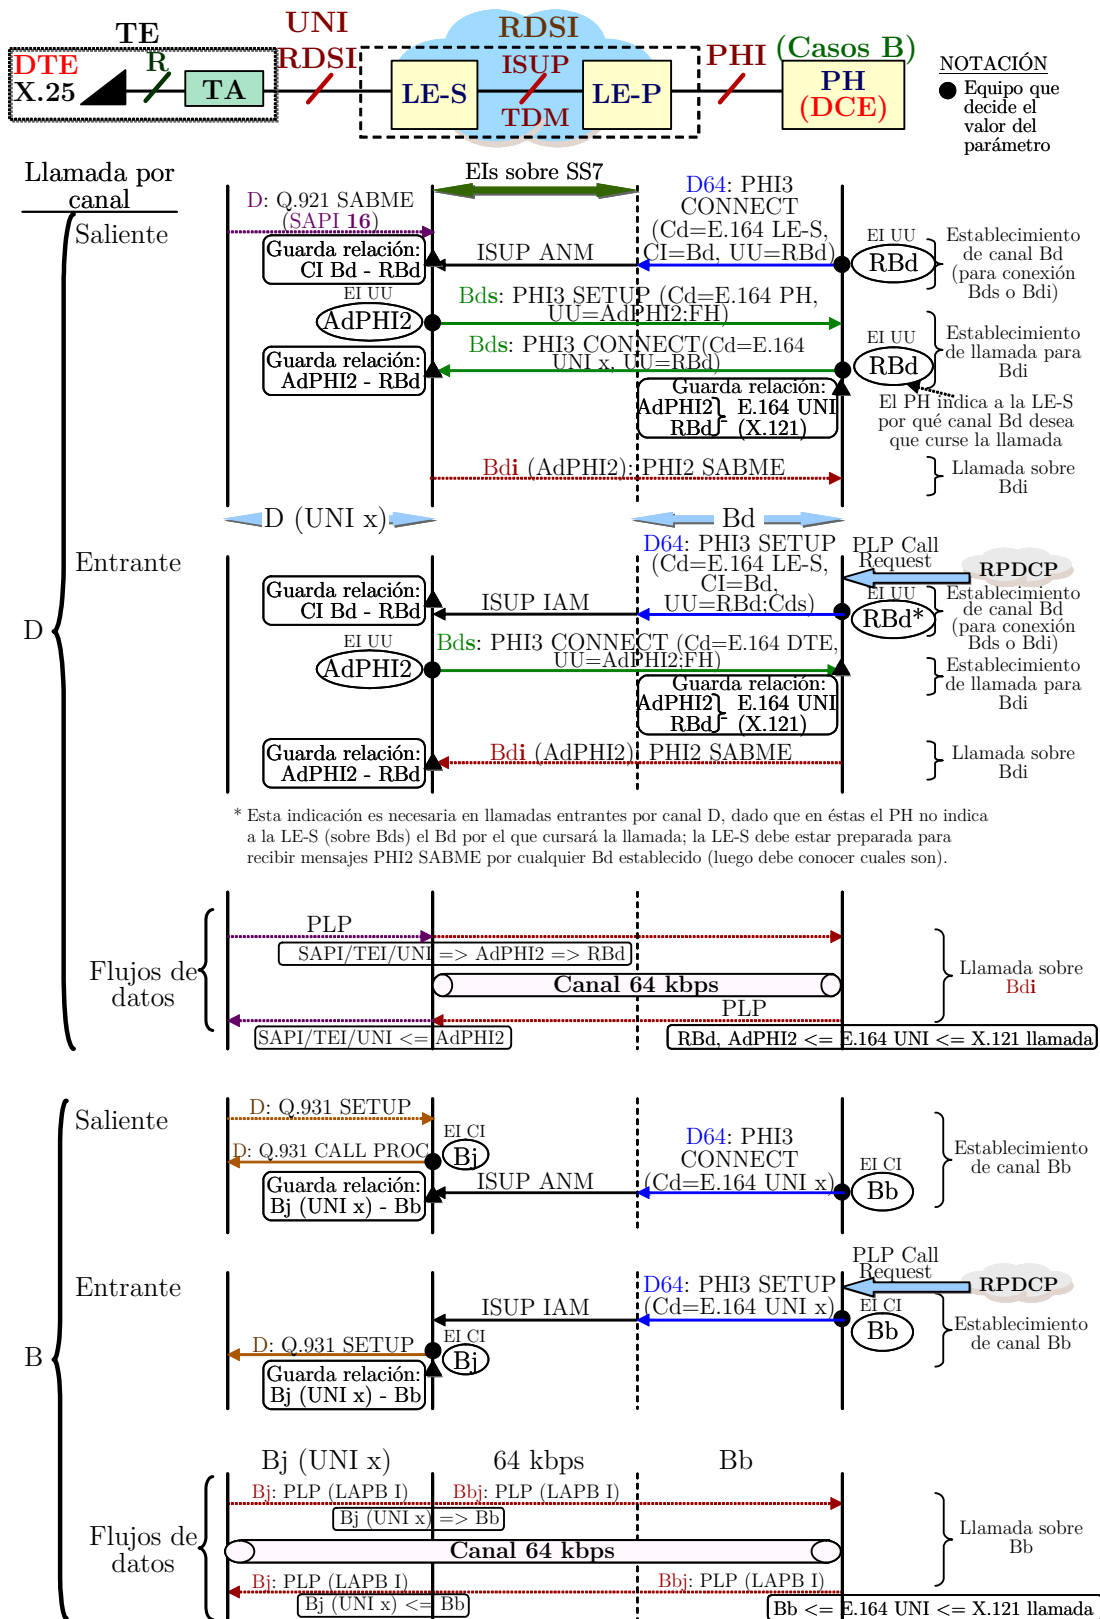 TE
UNI
RDSI
RDSI
(Casos B)
PHI
NOTACIÓN
Equipo que
decide el
valor del
parámetro
DTE
X.25
R
TA
LE-S
ISUP
TDM
LE-P
PH
(DCE)
Llamada por
canal
EIs sobre SS7
D
Saliente
D: Q.921 SABME
(SAPI 16)
D64: PHI3
CONNECT
(Cd=E.164 LE-S,
CI=Bd, UU=RBd)
ISUP ANM
Guarda relación:
CI Bd - RBd
EI UU
RBd
Establecimiento
de canal Bd
(para conexión
Bds o Bdi)
EI UU
AdPHI2
Bds: PHI3 SETUP (Cd=E.164 PH,
UU=AdPHI2;FH)
Bds: PHI3 CONNECT(Cd=E.164
UNI x, UU=RBd)
Guarda relación:
AdPHI2 - RBd
EI UU
RBd
Establecimiento
de llamada para
Bdi
Guarda relación:
AdPHI2
RBd
E.164 UNI
(X.121)
El PH indica a la LE-S
por qué canal Bd desea
que curse la llamada
Bdi (AdPHI2): PHI2 SABME
Llamada sobre
Bdi
D (UNI x)
Bd
Entrante
D64: PHI3 SETUP
(Cd=E.164 LE-S,
CI=Bd,
UU=RBd;Cds)
PLP Call
Request
RPDCP
Guarda relación:
CI Bd - RBd
ISUP IAM
EI UU
RBd*
Establecimiento
de canal Bd
(para conexión
Bds o Bdi)
EI UU
AdPHI2
Bds: PHI3 CONNECT (Cd=E.164 DTE,
UU=AdPHI2;FH)
Establecimiento
de llamada para
Bdi
Guarda relación:
AdPHI2
RBd
E.164 UNI
(X.121)
Guarda relación:
AdPHI2 - RBd
Bdi (AdPHI2): PHI2 SABME
Llamada sobre
Bdi
* Esta indicación es necesaria en llamadas entrantes por canal D, dado que en éstas el PH no indica
a la LE-S (sobre Bds) el Bd por el que cursará la llamada; la LE-S debe estar preparada para
recibir mensajes PHI2 SABME por cualquier Bd establecido (luego debe conocer cuales son).
Flujos de
datos
PLP
SAPI/TEI/UNI => AdPHI2 => RBd
Canal 64 kbps
PLP
SAPI/TEI/UNI <= AdPHI2
RBd, AdPHI2 <= E.164 UNI <= X.121 llamada
Llamada sobre
Bdi
B
Saliente
D: Q.931 SETUP
D: Q.931 CALL PROC
EI CI
Bj
Guarda relación:
Bj (UNI x) - Bb
ISUP ANM
D64: PHI3
CONNECT
(Cd=E.164 UNI x)
EI CI
Bb
Establecimiento
de canal Bb
Entrante
PLP Call
Request
RPDCP
D64: PHI3 SETUP
(Cd=E.164 UNI x)
ISUP IAM
EI CI
Bb
Establecimiento
de canal Bb
D: Q.931 SETUP
EI CI
Bj
Guarda relación:
Bj (UNI x) - Bb
Bj (UNI x)
64 kbps
Bb
Flujos de
datos
Bj: PLP (LAPB I)
Bbj: PLP (LAPB I)
Bj (UNI x) => Bb
Canal 64 kbps
Bj: PLP (LAPB I)
Bbj: PLP (LAPB I)
Bj (UNI x) <= Bb
Bb <= E.164 UNI <= X.121 llamada
Llamada sobre
Bb